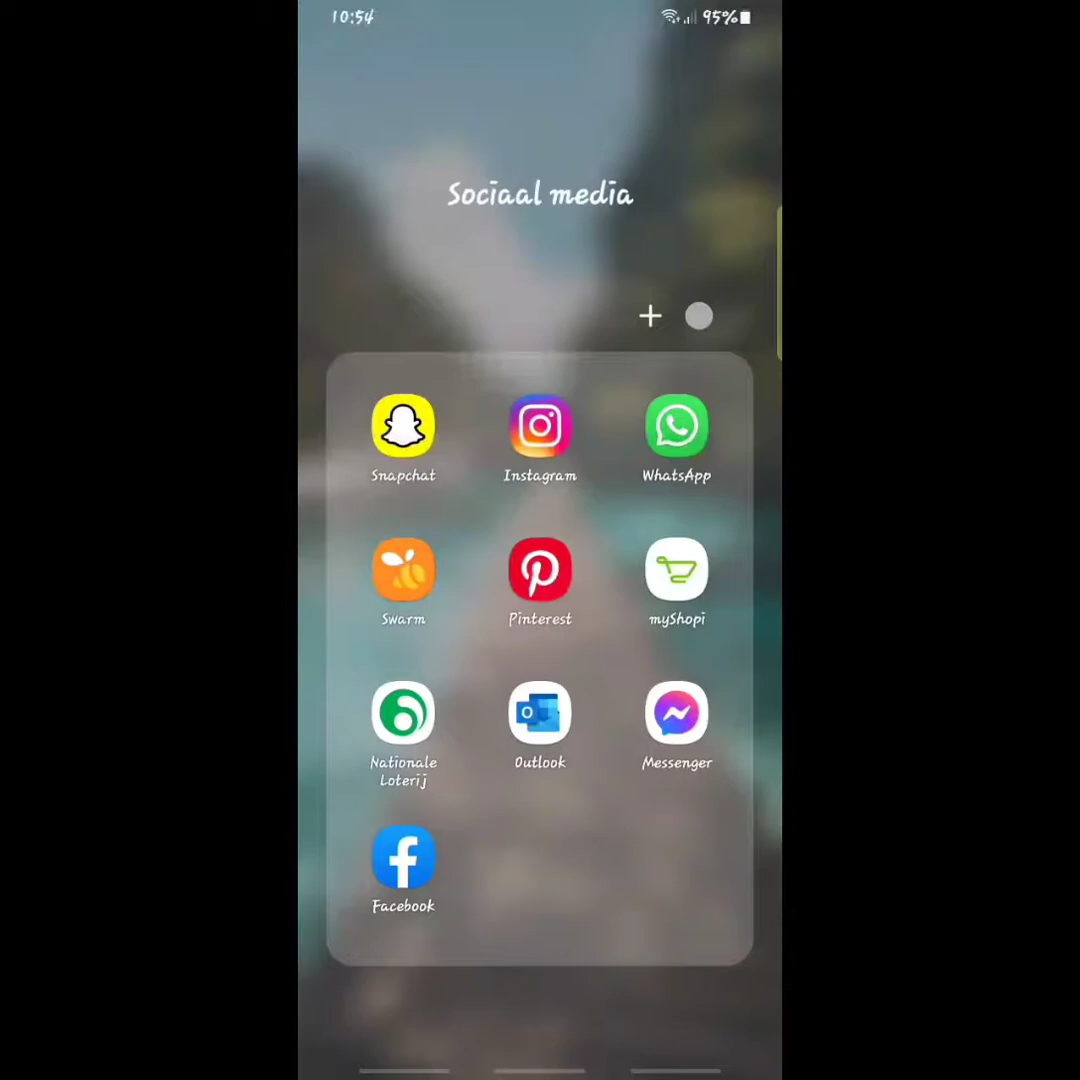 10:54 95%
Sociaal media
Snapchat Instagram WhatsApp
Swarm Pinterest myShopi
Nationale Loterij Outlook Messenger
Facebook